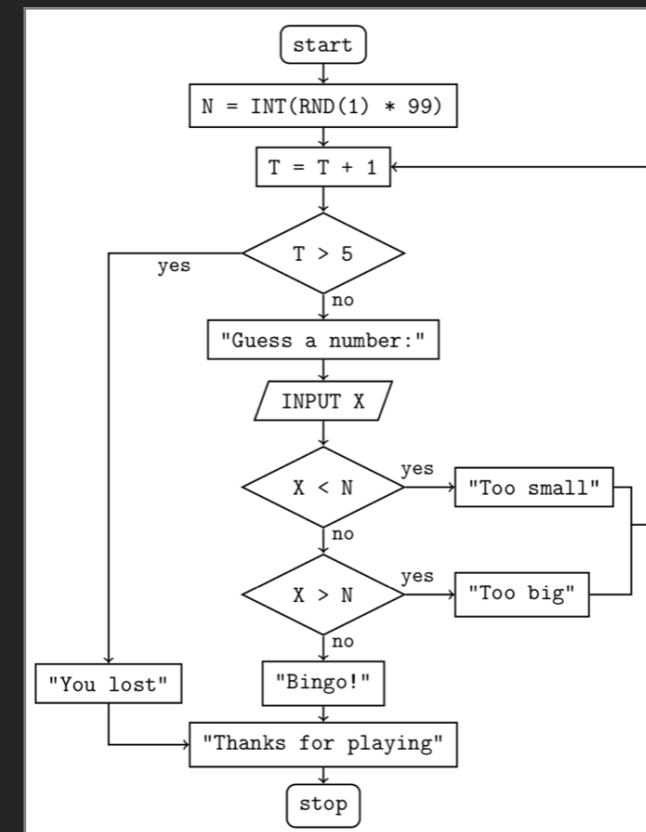 start
N = INT(RND(1) * 99)
T = T + 1
T > 5
yes
no
"Guess a number:"
INPUT X
X < N
yes
"Too small"
no
X > N
yes
"Too big"
no
"You lost"
"Bingo!"
"Thanks for playing"
stop